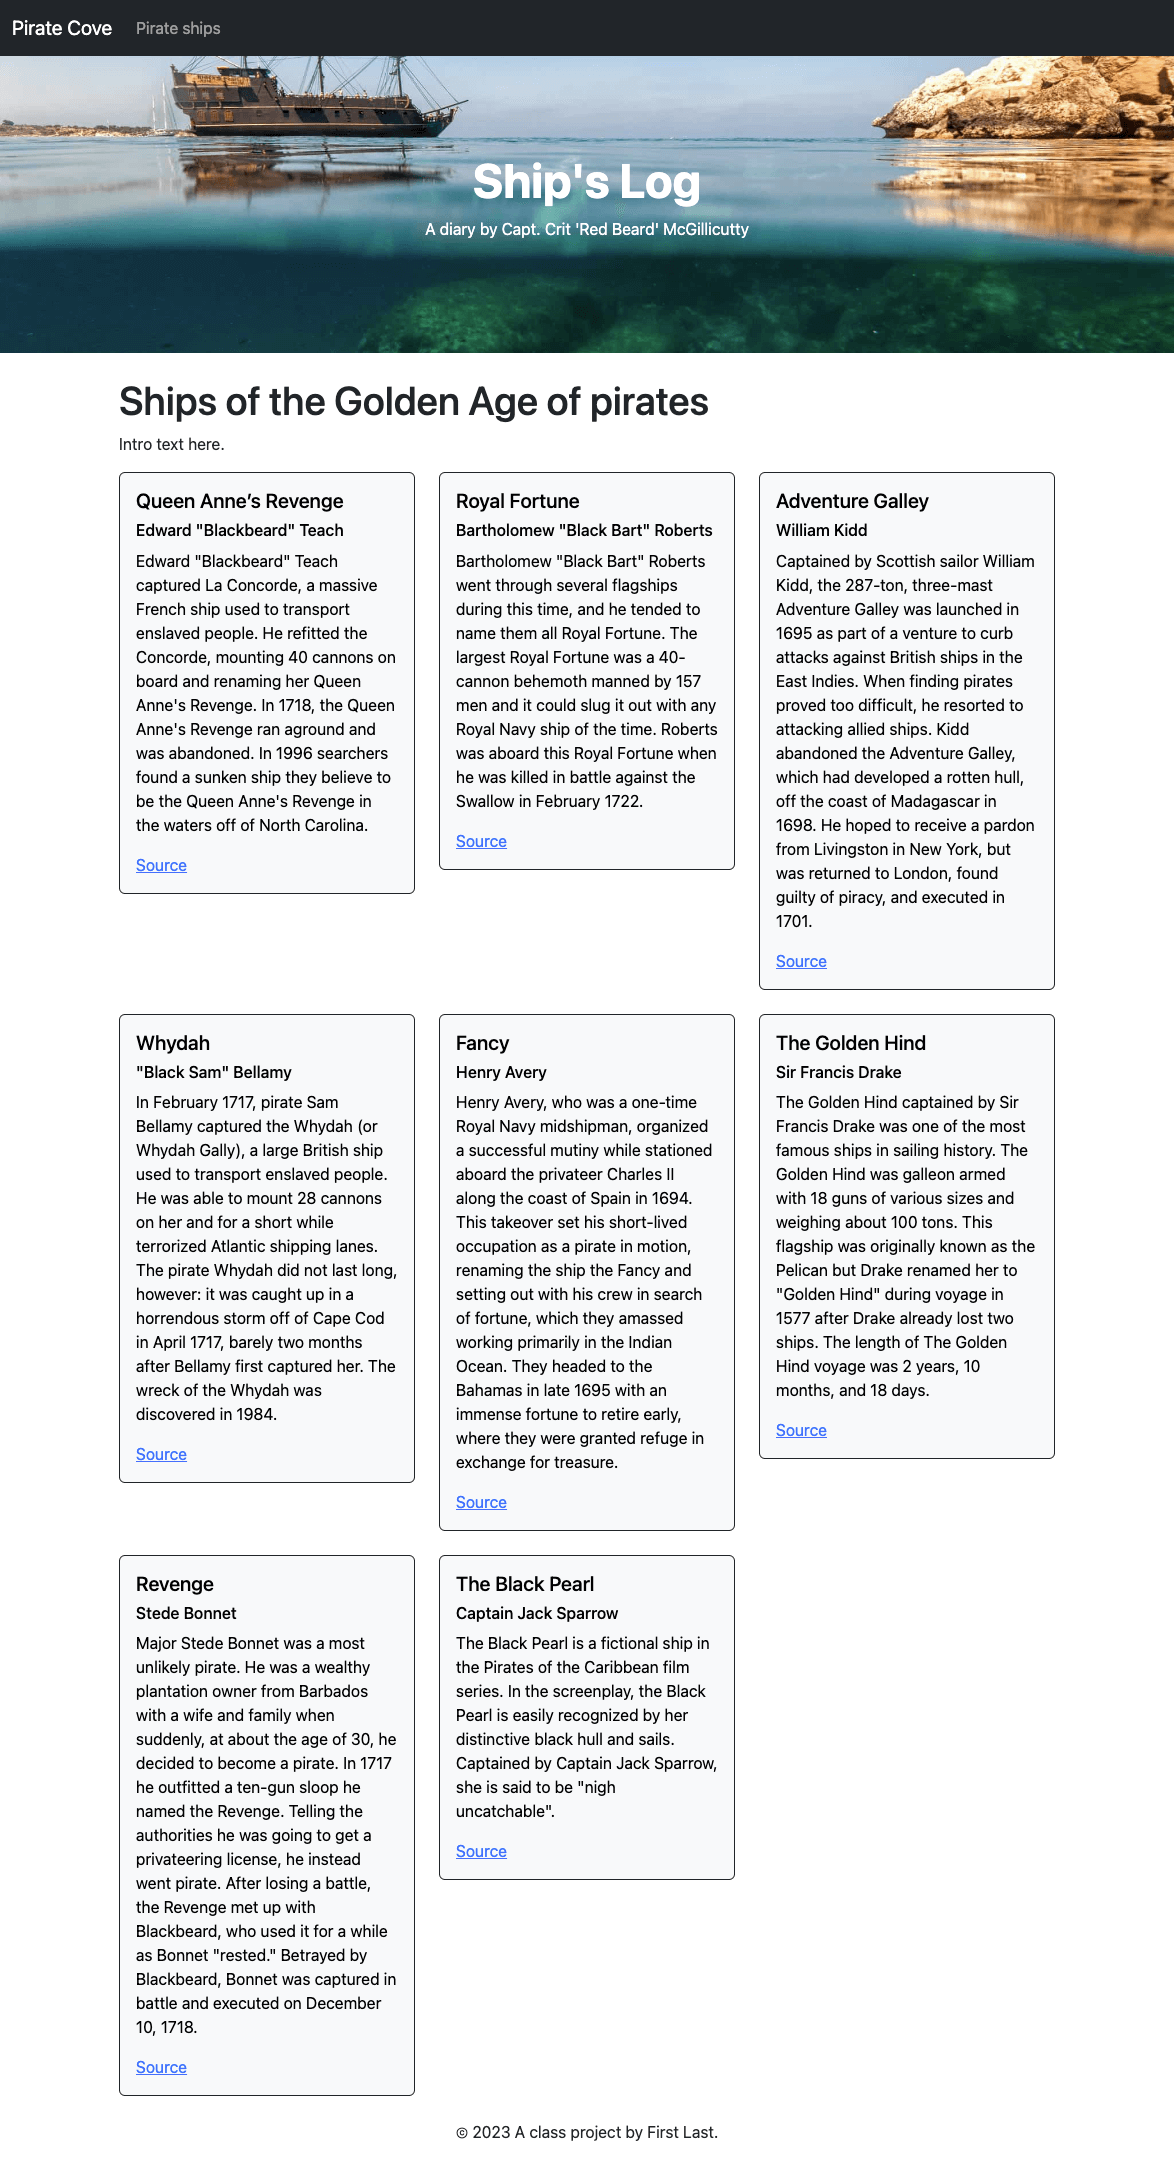 Pirate Cove Pirate ships
Ship's Log
A diary by Capt. Crit 'Red Beard' McGillicutty
Ships of the Golden Age of pirates
Intro text here.
Queen Anne’s Revenge
Edward "Blackbeard" Teach
Edward "Blackbeard" Teach
captured La Concorde, a massive
French ship used to transport
enslaved people. He refitted the
Concorde, mounting 40 cannons on
board and renaming her Queen
Anne's Revenge. In 1718, the Queen
Anne's Revenge ran aground and
was abandoned. In 1996 searchers
found a sunken ship they believe to
be the Queen Anne's Revenge in
the waters off of North Carolina.
Source
Royal Fortune
Bartholomew "Black Bart" Roberts
Bartholomew "Black Bart" Roberts
went through several flagships
during this time, and he tended to
name them all Royal Fortune. The
largest Royal Fortune was a 40-
cannon behemoth manned by 157
men and it could slug it out with any
Royal Navy ship of the time. Roberts
was aboard this Royal Fortune when
he was killed in battle against the
Swallow in February 1722.
Source
Adventure Galley
William Kidd
Captained by Scottish sailor William
Kidd, the 287-ton, three-mast
Adventure Galley was launched in
1695 as part of a venture to curb
attacks against British ships in the
East Indies. When finding pirates
proved too difficult, he resorted to
attacking allied ships. Kidd
abandoned the Adventure Galley,
which had developed a rotten hull,
off the coast of Madagascar in
1698. He hoped to receive a pardon
from Livingston in New York, but
was returned to London, found
guilty of piracy, and executed in
1701.
Source
Whydah
"Black Sam" Bellamy
In February 1717, pirate Sam
Bellamy captured the Whydah (or
Whydah Gally), a large British ship
used to transport enslaved people.
He was able to mount 28 cannons
on her and for a short while
terrorized Atlantic shipping lanes.
The pirate Whydah did not last long,
however: it was caught up in a
horrendous storm off of Cape Cod
in April 1717, barely two months
after Bellamy first captured her. The
wreck of the Whydah was
discovered in 1984.
Source
Fancy
Henry Avery
Henry Avery, who was a one-time
Royal Navy midshipman, organized
a successful mutiny while stationed
aboard the privateer Charles II
along the coast of Spain in 1694.
This takeover set his short-lived
occupation as a pirate in motion,
renaming the ship the Fancy and
setting out with his crew in search
of fortune, which they amassed
working primarily in the Indian
Ocean. They headed to the
Bahamas in late 1695 with an
immense fortune to retire early,
where they were granted refuge in
exchange for treasure.
Source
The Golden Hind
Sir Francis Drake
The Golden Hind captained by Sir
Francis Drake was one of the most
famous ships in sailing history. The
Golden Hind was galleon armed
with 18 guns of various sizes and
weighing about 100 tons. This
flagship was originally known as the
Pelican but Drake renamed her to
"Golden Hind" during voyage in
1577 after Drake already lost two
ships. The length of The Golden
Hind voyage was 2 years, 10
months, and 18 days.
Source
Revenge
Stede Bonnet
Major Stede Bonnet was a most
unlikely pirate. He was a wealthy
plantation owner from Barbados
with a wife and family when
suddenly, at about the age of 30, he
decided to become a pirate. In 1717
he outfitted a ten-gun sloop he
named the Revenge. Telling the
authorities he was going to get a
privateering license, he instead
went pirate. After losing a battle,
the Revenge met up with
Blackbeard, who used it for a while
as Bonnet "rested." Betrayed by
Blackbeard, Bonnet was captured in
battle and executed on December
10, 1718.
Source
The Black Pearl
Captain Jack Sparrow
The Black Pearl is a fictional ship in
the Pirates of the Caribbean film
series. In the screenplay, the Black
Pearl is easily recognized by her
distinctive black hull and sails.
Captained by Captain Jack Sparrow,
she is said to be "nigh
uncatchable".
Source
© 2023 A class project by First Last.